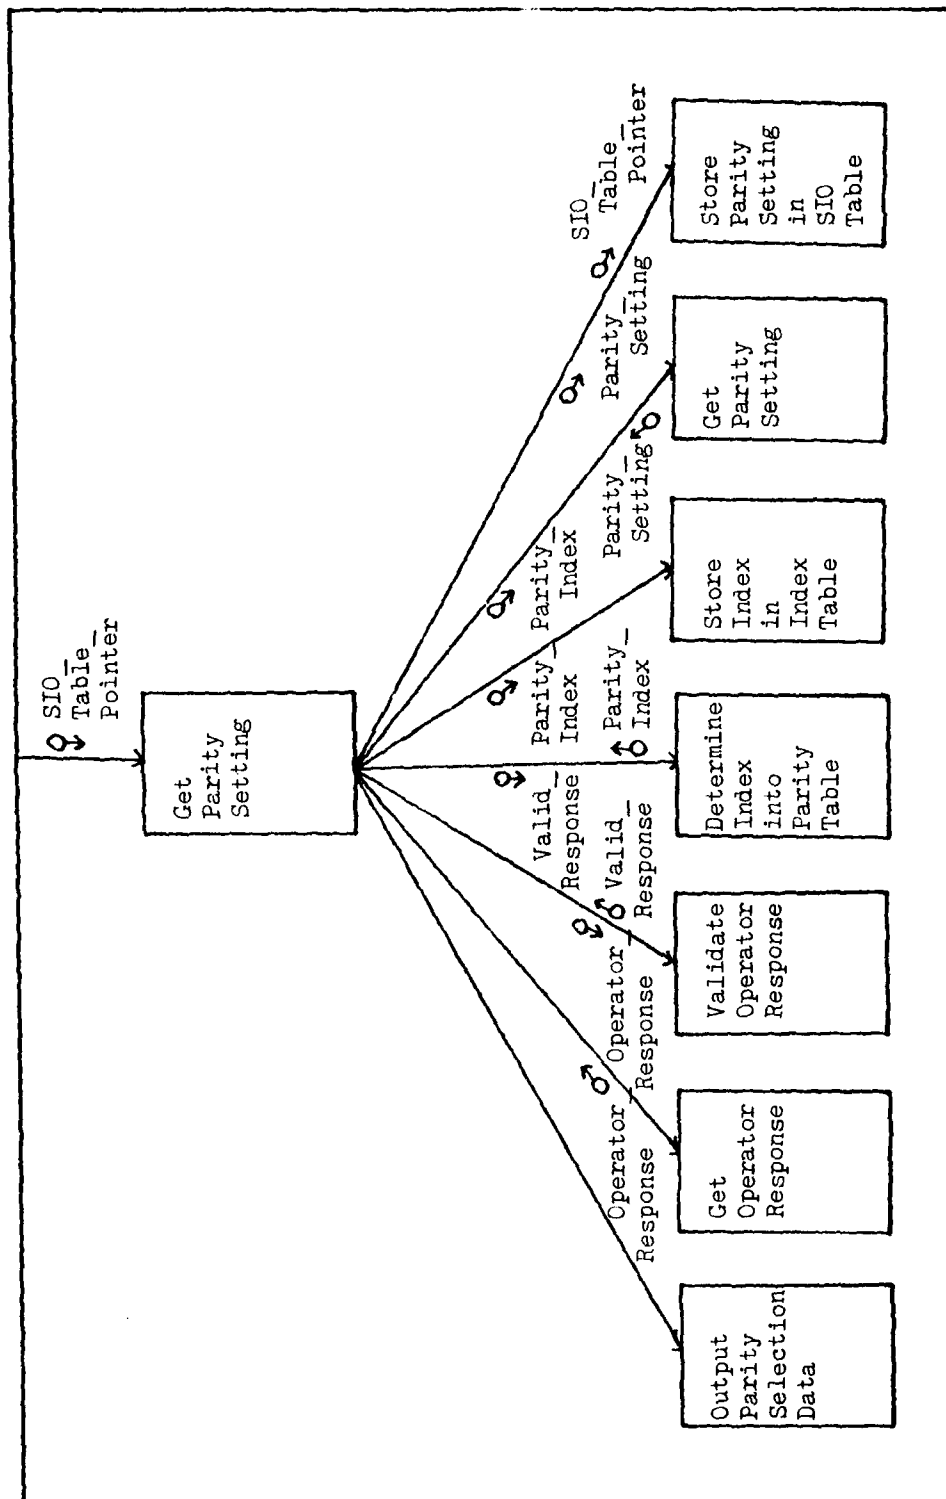 SIO_
Table_
Pointer
Get
Parity
Setting
Operator_
Response
Operator_
Response
Valid_
Response
Valid_
Response
Parity_
Index
Parity_
Index
Parity_
Index
Parity_
Setting
Parity_
Setting
SIO_
Table_
Pointer
Output
Parity
Selection
Data
Get
Operator
Response
Validate
Operator
Response
Determine
Index
into
Parity
Table
Store
Index
in
Index
Table
Get
Parity
Setting
Store
Parity
Setting
in
SIO
Table